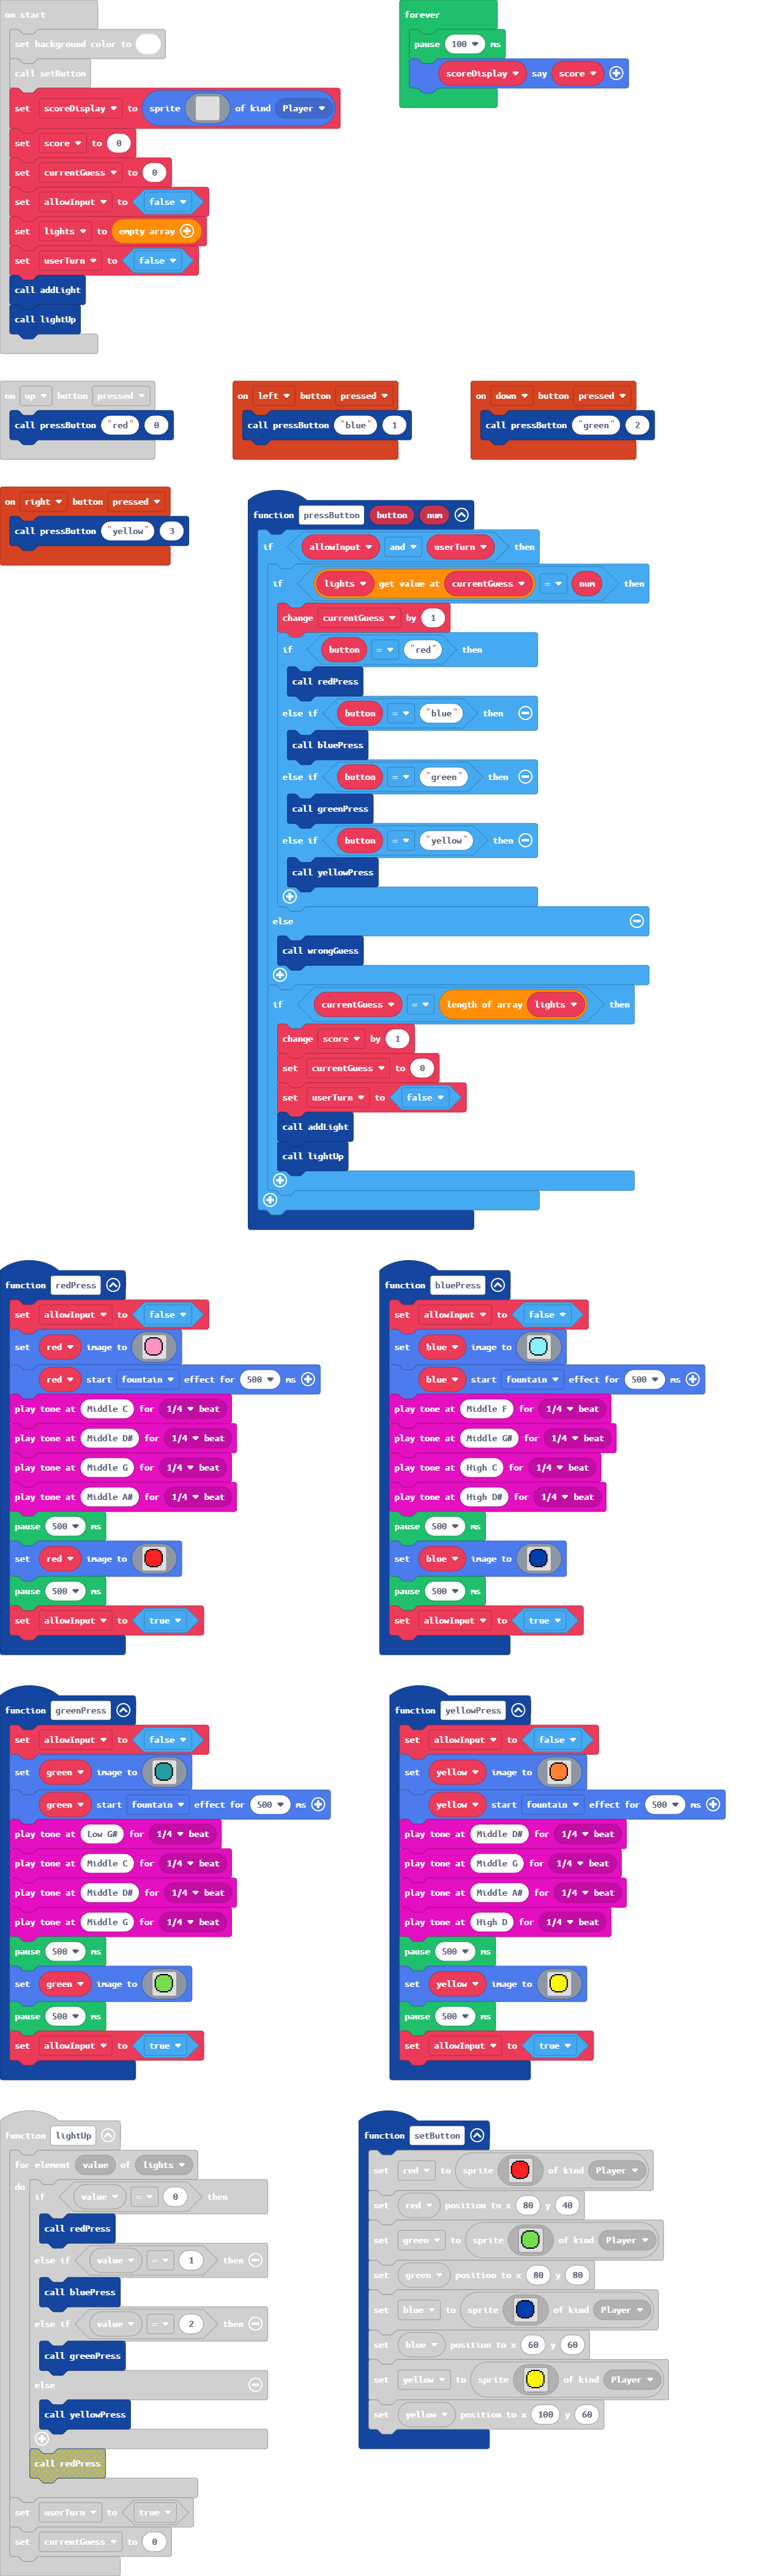 on start
set background color to
call setButton
set scoreDisplay to sprite of kind Player
set score to 0
set currentGuess to 0
set allowInput to false
set lights to empty array
set userTurn to false
call addLight
call lightUp
forever
pause 100 ms
scoreDisplay say score
on up button pressed
call pressButton "red" 0
on left button pressed
call pressButton "blue" 1
on down button pressed
call pressButton "green" 2
on right button pressed
call pressButton "yellow" 3
function pressButton button num
if allowInput and userTurn then
if lights get value at currentGuess = num then
change currentGuess by 1
if button = "red" then
call redPress
else if button = "blue" then
call bluePress
else if button = "green" then
call greenPress
else if button = "yellow" then
call yellowPress
else
call wrongGuess
if currentGuess = length of array lights then
change score by 1
set currentGuess to 0
set userTurn to false
call addLight
call lightUp
function redPress
set allowInput to false
set red image to
red start fountain effect for 500 ms
play tone at Middle C for 1/4 beat
play tone at Middle D# for 1/4 beat
play tone at Middle G for 1/4 beat
play tone at Middle A# for 1/4 beat
pause 500 ms
set red image to
pause 500 ms
set allowInput to true
function bluePress
set allowInput to false
set blue image to
blue start fountain effect for 500 ms
play tone at Middle F for 1/4 beat
play tone at Middle G# for 1/4 beat
play tone at High C for 1/4 beat
play tone at High D# for 1/4 beat
pause 500 ms
set blue image to
pause 500 ms
set allowInput to true
function greenPress
set allowInput to false
set green image to
green start fountain effect for 500 ms
play tone at Low G# for 1/4 beat
play tone at Middle C for 1/4 beat
play tone at Middle D# for 1/4 beat
play tone at Middle G for 1/4 beat
pause 500 ms
set green image to
pause 500 ms
set allowInput to true
function yellowPress
set allowInput to false
set yellow image to
yellow start fountain effect for 500 ms
play tone at Middle D# for 1/4 beat
play tone at Middle G for 1/4 beat
play tone at Middle A# for 1/4 beat
play tone at High D for 1/4 beat
pause 500 ms
set yellow image to
pause 500 ms
set allowInput to true
function lightUp
for element value of lights
do
if value = 0 then
call redPress
else if value = 1 then
call bluePress
else if value = 2 then
call greenPress
else
call yellowPress
call redPress
set userTurn to true
set currentGuess to 0
function setButton
set red to sprite of kind Player
set red position to x 80 y 40
set green to sprite of kind Player
set green position to x 80 y 80
set blue to sprite of kind Player
set blue position to x 60 y 60
set yellow to sprite of kind Player
set yellow position to x 100 y 60